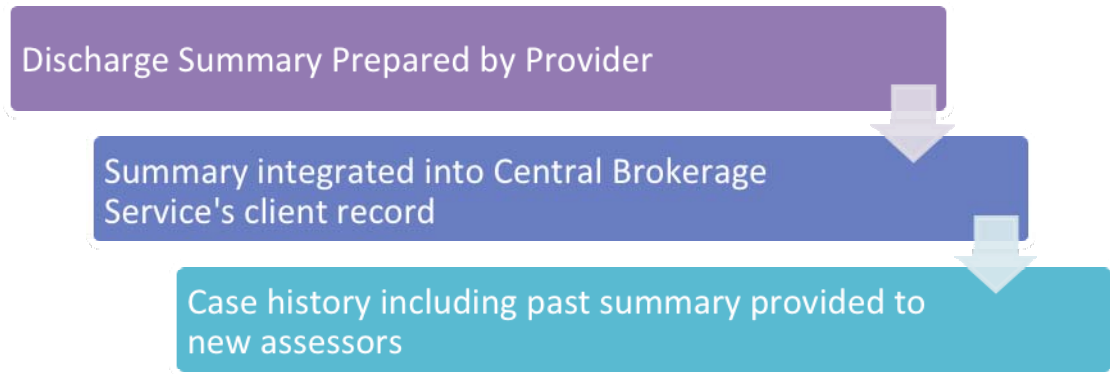 Discharge Summary Prepared by Provider
Summary integrated into Central Brokerage
Service's client record
Case history including past summary provided to
new assessors